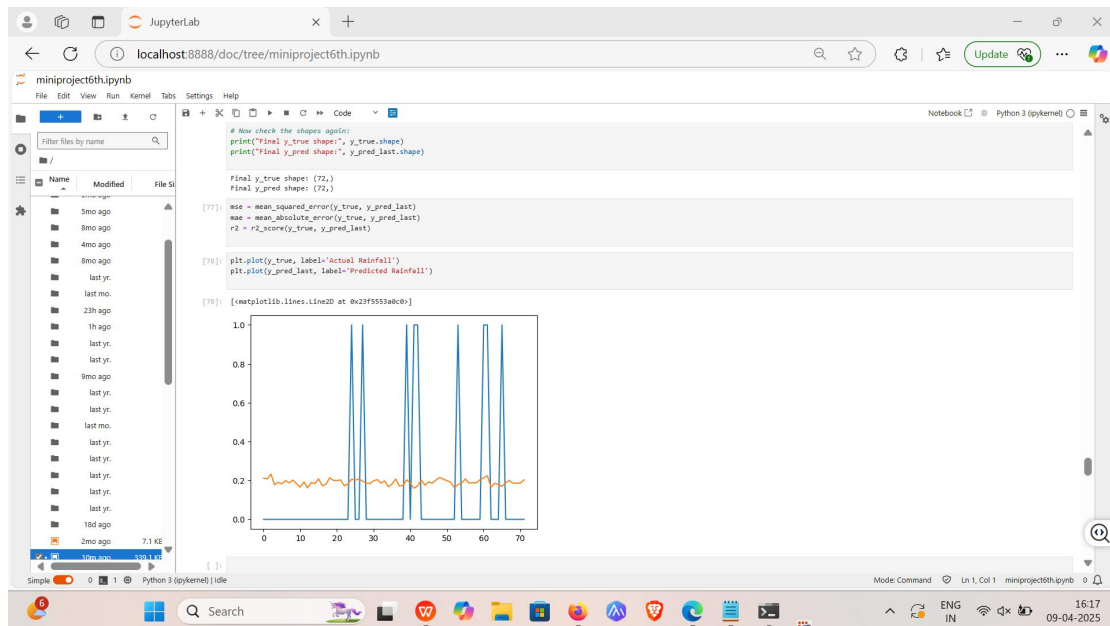 JupyterLab
localhost:8888/doc/tree/miniproject6th.ipynb
Update
miniproject6th.ipynb
File Edit View Run Kernel Tabs Settings Help
Code
Notebook
Python 3 (ipykernel)
Filter files by name
/
Name Modified File Si
5mo ago
8mo ago
4mo ago
8mo ago
last yr.
last mo.
23h ago
1h ago
last yr.
last yr.
9mo ago
last yr.
last yr.
last mo.
last yr.
last yr.
last yr.
last yr.
last yr.
18d ago
2mo ago 7.1 KB
10m ago 339.1 KB
# Now check the shapes again:
print("Final y_true shape:", y_true.shape)
print("Final y_pred shape:", y_pred_last.shape)
Final y_true shape: (72,)
Final y_pred shape: (72,)
[77]: mse = mean_squared_error(y_true, y_pred_last)
mae = mean_absolute_error(y_true, y_pred_last)
r2 = r2_score(y_true, y_pred_last)
[78]: plt.plot(y_true, label='Actual Rainfall')
plt.plot(y_pred_last, label='Predicted Rainfall')
[78]: [<matplotlib.lines.Line2D at 0x23f5553a0c0>]
1.0
0.8
0.6
0.4
0.2
0.0
0 10 20 30 40 50 60 70
[ ]:
Simple 0 1 Python 3 (ipykernel) | Idle
Mode: Command Ln 1, Col 1 miniproject6th.ipynb 0
6
Search
ENG
IN
16:17
09-04-2025